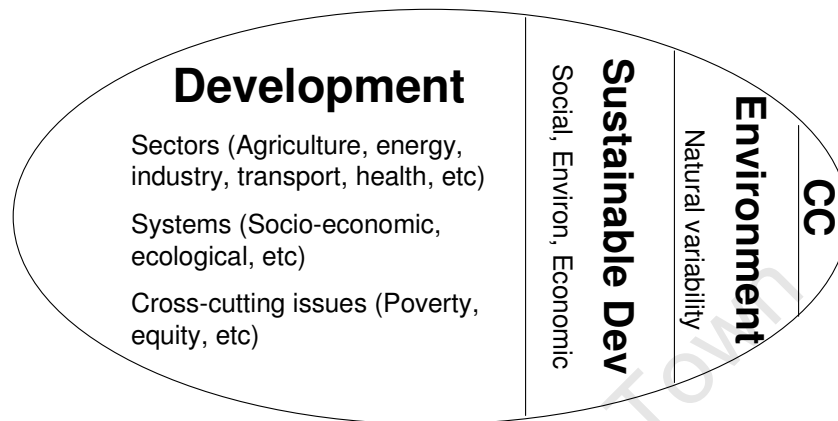 Development
Sectors (Agriculture, energy,
industry, transport, health, etc)
Systems (Socio-economic,
ecological, etc)
Cross-cutting issues (Poverty,
equity, etc)
Sustainable Dev
Social, Environ, Economic
Environment
Natural variability
CC
Town